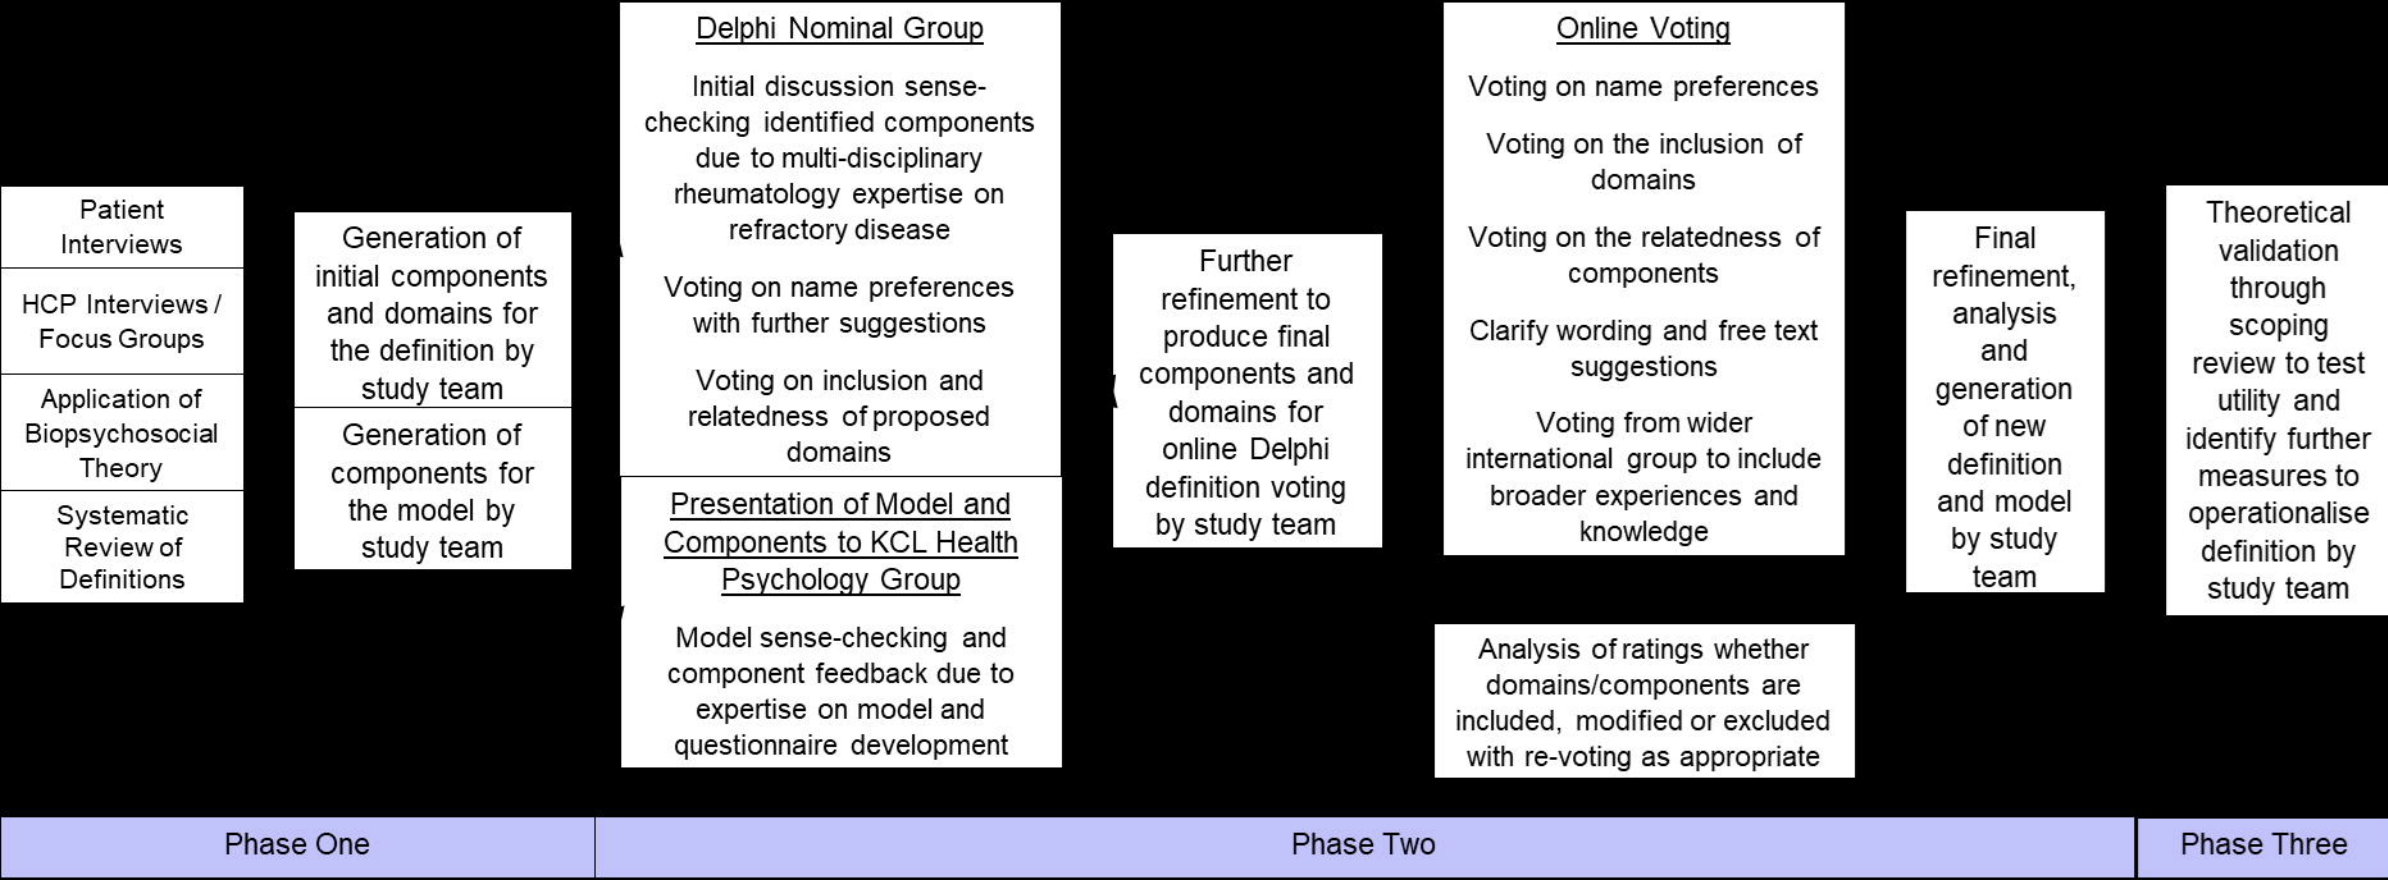 Patient
Interviews
HCP Interviews /
Focus Groups
Application of
Biopsychosocial
Theory
Systematic
Review of
Definitions
Generation of
initial components
and domains for
the definition by
study team
Generation of
components for
the model by
study team
Delphi Nominal Group
Initial discussion sense-
checking identified components
due to multi-disciplinary
rheumatology expertise on
refractory disease
Voting on name preferences
with further suggestions
Voting on inclusion and
relatedness of proposed
domains
Presentation of Model and
Components to KCL Health
Psychology Group
Model sense-checking and
component feedback due to
expertise on model and
questionnaire development
Further
refinement to
produce final
components and
domains for
online Delphi
definition voting
by study team
Online Voting
Voting on name preferences
Voting on the inclusion of
domains
Voting on the relatedness of
components
Clarify wording and free text
suggestions
Voting from wider
international group to include
broader experiences and
knowledge
Analysis of ratings whether
domains/components are
included, modified or excluded
with re-voting as appropriate
Final
refinement,
analysis
and
generation
of new
definition
and model
by study
team
Theoretical
validation
through
scoping
review to test
utility and
identify further
measures to
operationalise
definition by
study team
Phase One
Phase Two
Phase Three